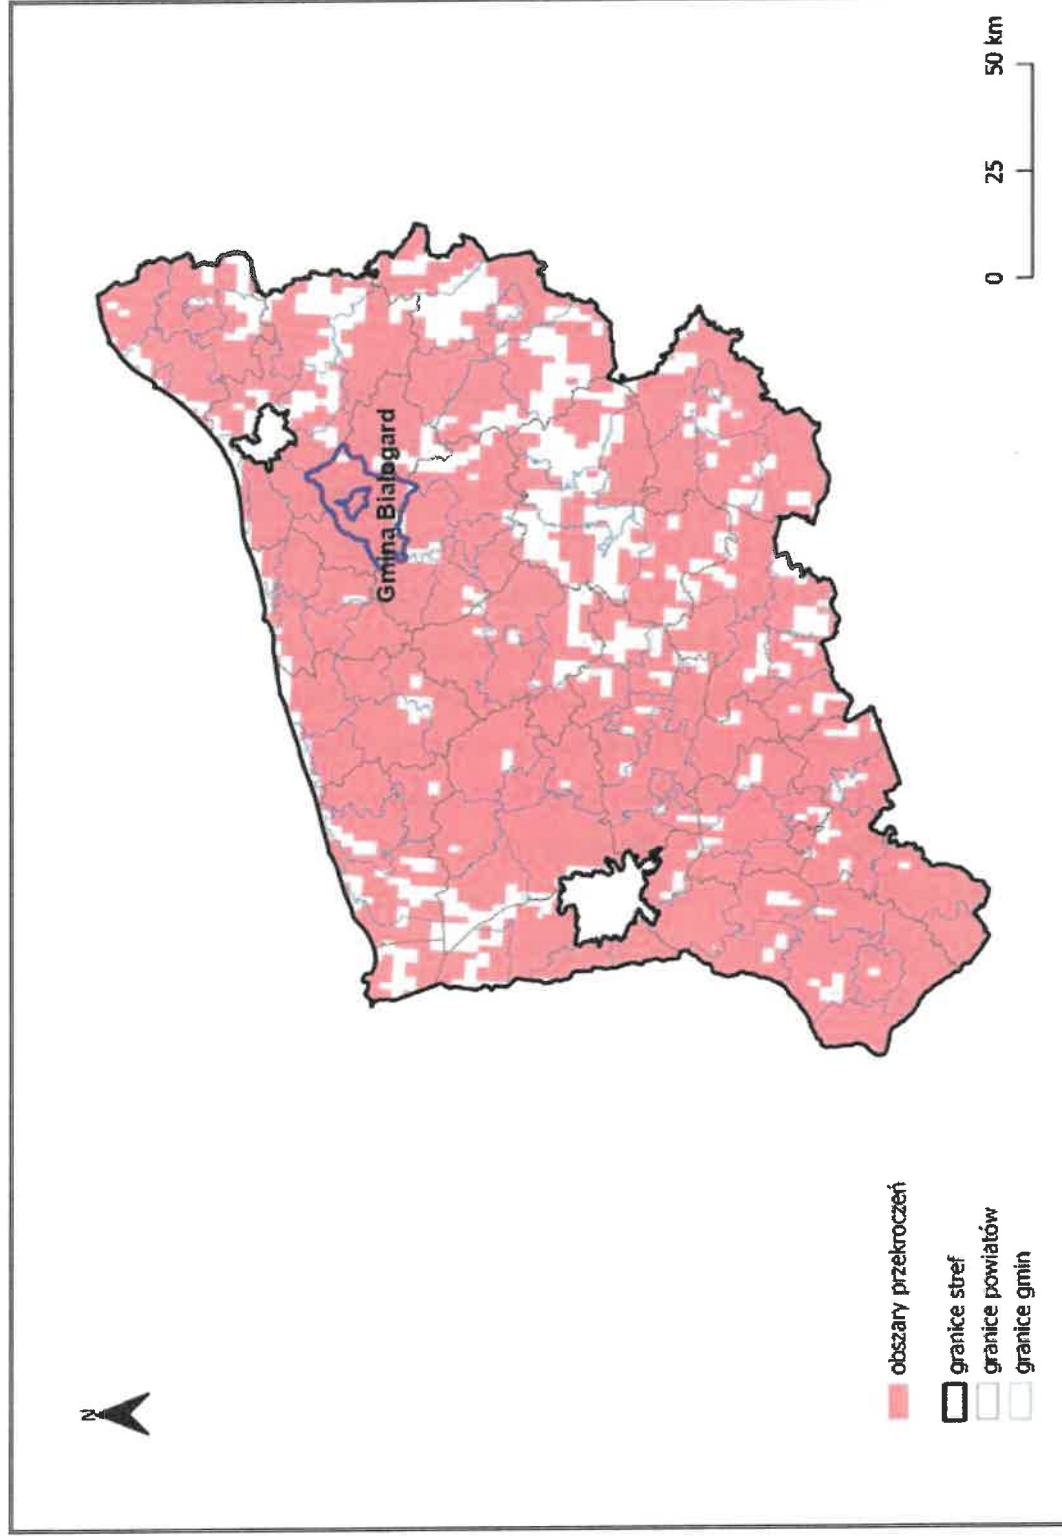 N
Gmina Białogard
obszary przekroczeń
granice stref
granice powiatów
granice gmin
0 25 50 km